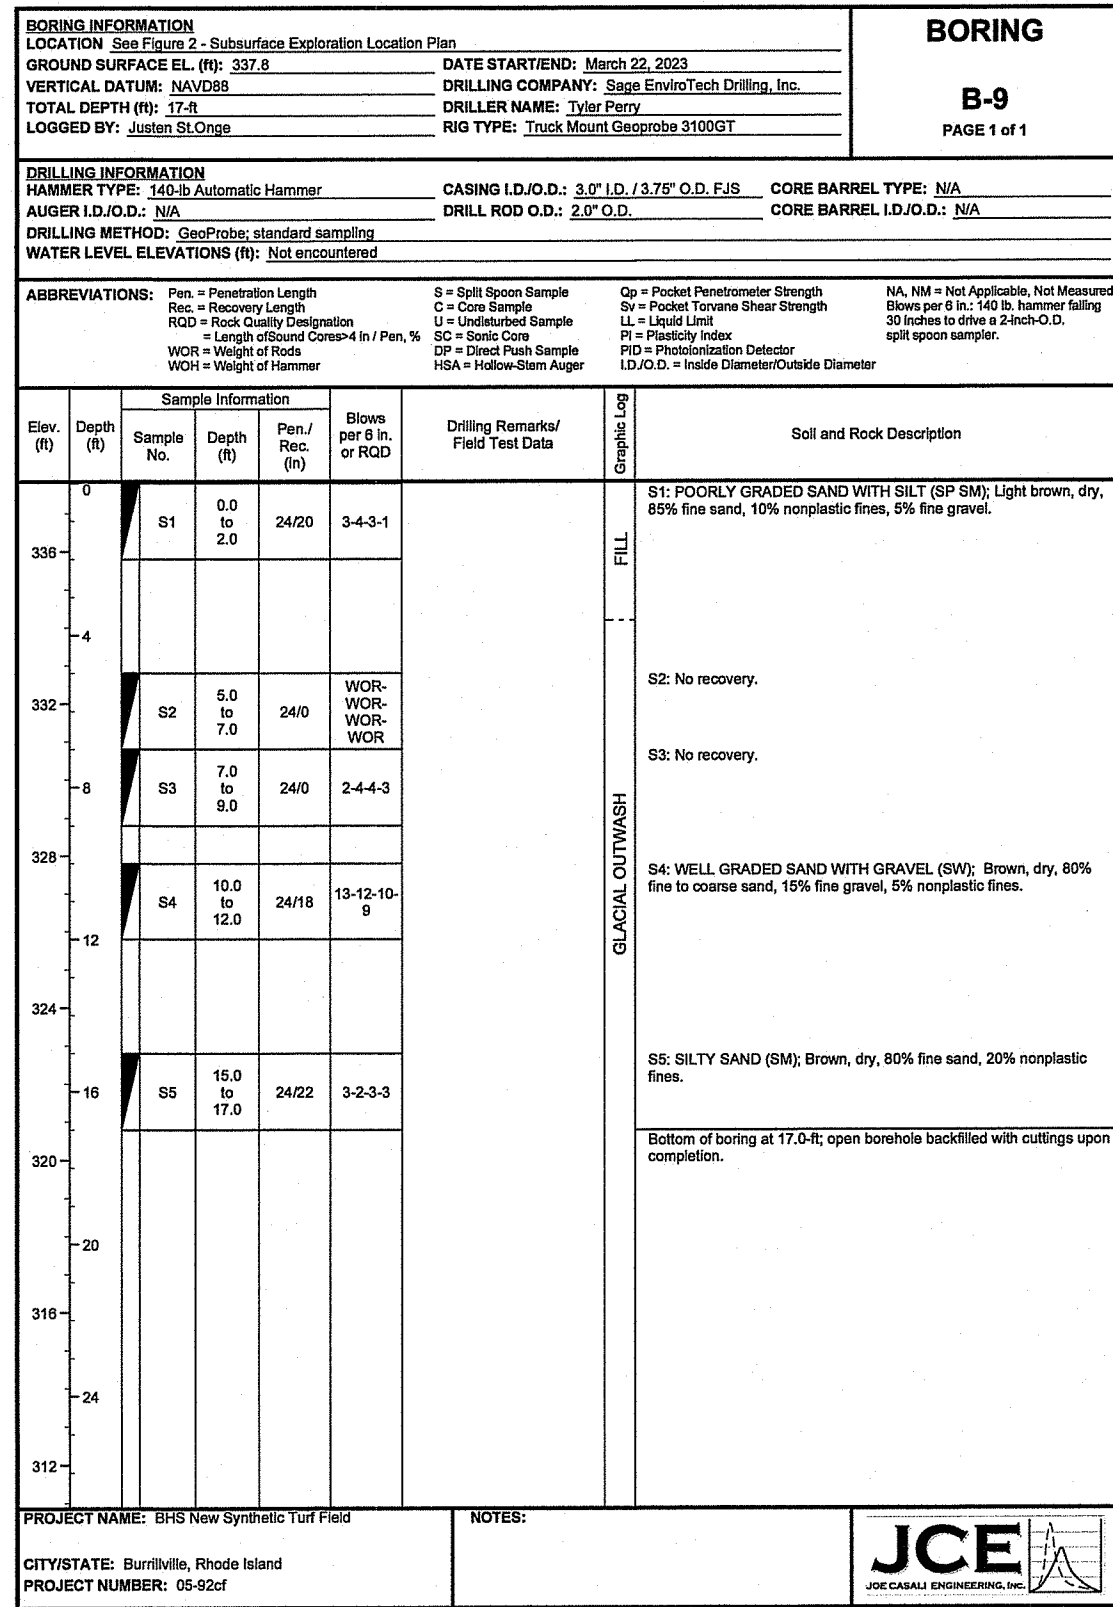 BORING INFORMATION
LOCATION See Figure 2 - Subsurface Exploration Location Plan
GROUND SURFACE EL. (ft): 337.8
DATE START/END: March 22, 2023
VERTICAL DATUM: NAVD88
DRILLING COMPANY: Sage EnviroTech Drilling, Inc.
TOTAL DEPTH (ft): 17-ft
DRILLER NAME: Tyler Perry
LOGGED BY: Justen St.Onge
RIG TYPE: Truck Mount Geoprobe 3100GT
BORING
B-9
PAGE 1 of 1
DRILLING INFORMATION
HAMMER TYPE: 140-lb Automatic Hammer
CASING I.D./O.D.: 3.0" I.D. / 3.75" O.D. FJS
CORE BARREL TYPE: N/A
AUGER I.D./O.D.: N/A
DRILL ROD O.D.: 2.0" O.D.
CORE BARREL I.D./O.D.: N/A
DRILLING METHOD: GeoProbe; standard sampling
WATER LEVEL ELEVATIONS (ft): Not encountered
ABBREVIATIONS:
Pen. = Penetration Length
Rec. = Recovery Length
RQD = Rock Quality Designation
= Length ofSound Cores>4 in / Pen, %
WOR = Weight of Rods
WOH = Weight of Hammer
S = Split Spoon Sample
C = Core Sample
U = Undisturbed Sample
SC = Sonic Core
DP = Direct Push Sample
HSA = Hollow-Stem Auger
Qp = Pocket Penetrometer Strength
Sv = Pocket Torvane Shear Strength
LL = Liquid Limit
PI = Plasticity Index
PID = Photoionization Detector
I.D./O.D. = Inside Diameter/Outside Diameter
NA, NM = Not Applicable, Not Measured
Blows per 6 in.: 140 lb. hammer falling
30 inches to drive a 2-inch-O.D.
split spoon sampler.
Elev. (ft)
Depth (ft)
Sample Information
Sample No.
Depth (ft)
Pen./ Rec. (in)
Blows per 6 in. or RQD
Drilling Remarks/ Field Test Data
Graphic Log
Soil and Rock Description
0
S1
0.0 to 2.0
24/20
3-4-3-1
S1: POORLY GRADED SAND WITH SILT (SP SM); Light brown, dry,
85% fine sand, 10% nonplastic fines, 5% fine gravel.
336
FILL
4
332
S2
5.0 to 7.0
24/0
WOR-
WOR-
WOR-
WOR
S2: No recovery.
8
S3
7.0 to 9.0
24/0
2-4-4-3
S3: No recovery.
GLACIAL OUTWASH
328
S4
10.0 to 12.0
24/18
13-12-10-
9
S4: WELL GRADED SAND WITH GRAVEL (SW); Brown, dry, 80%
fine to coarse sand, 15% fine gravel, 5% nonplastic fines.
12
324
16
S5
15.0 to 17.0
24/22
3-2-3-3
S5: SILTY SAND (SM); Brown, dry, 80% fine sand, 20% nonplastic
fines.
Bottom of boring at 17.0-ft; open borehole backfilled with cuttings upon
completion.
320
20
316
24
312
PROJECT NAME: BHS New Synthetic Turf Field
CITY/STATE: Burrillville, Rhode Island
PROJECT NUMBER: 05-92cf
NOTES:
JCE
JOE CASALI ENGINEERING, INC.